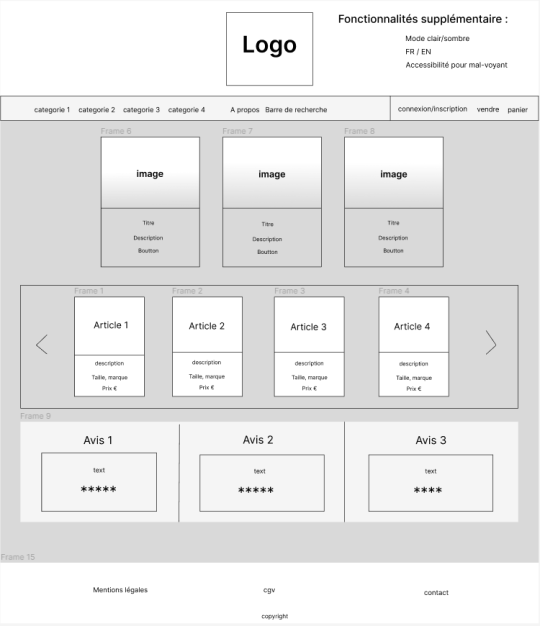 Logo
Fonctionnalités supplémentaire :
Mode clair/sombre
FR / EN
Accessibilité pour mal-voyant
categorie 1 categorie 2 categorie 3 categorie 4 A propos Barre de recherche connexion/inscription vendre panier
Frame 6 Frame 7 Frame 8
image image image
Titre Titre Titre
Description Description Description
Boutton Boutton Boutton
Frame 1 Frame 2 Frame 3 Frame 4
Article 1 Article 2 Article 3 Article 4
description description description description
Taille, marque Taille, marque Taille, marque Taille, marque
Prix € Prix € Prix € Prix €
Frame 9
Avis 1 Avis 2 Avis 3
text text text
***** ***** ****
Frame 15
Mentions légales cgv contact
copyright